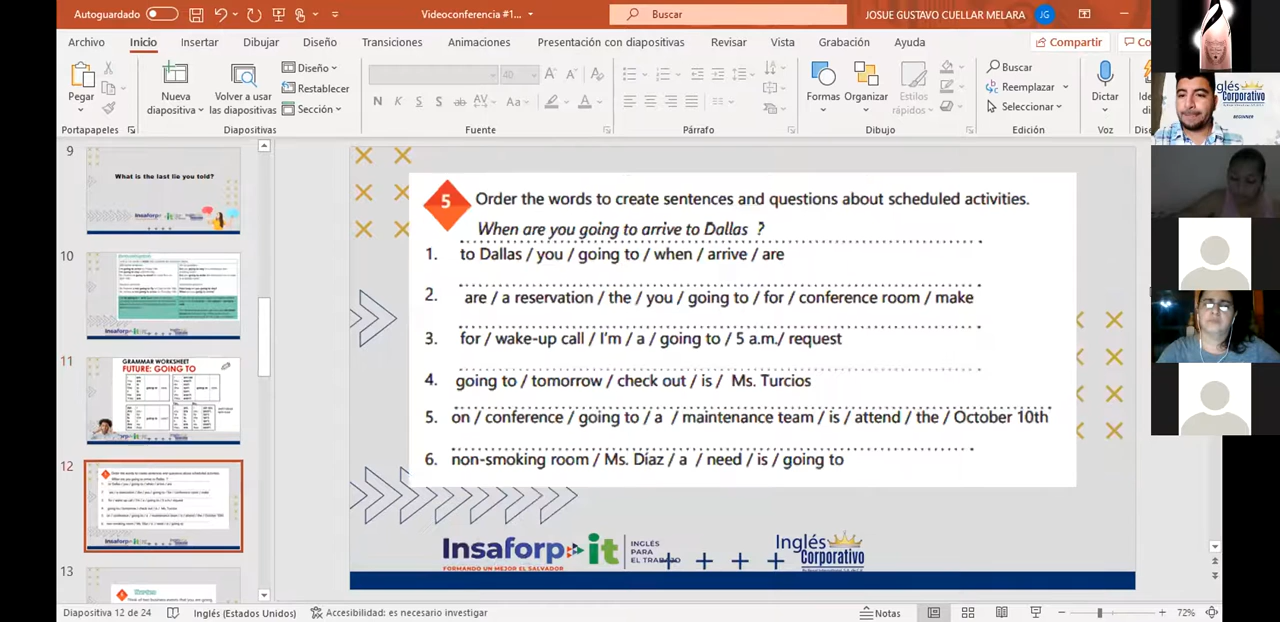 Autoguardado
Videoconferencia #1...
Buscar
JOSUE GUSTAVO CUELLAR MELARA
JG
Archivo
Inicio
Insertar
Dibujar
Diseño
Transiciones
Animaciones
Presentación con diapositivas
Revisar
Vista
Grabación
Ayuda
Compartir
Co
Pegar
Nueva
diapositiva
Volver a usar
las diapositivas
Diseño
Restablecer
Sección
N K S S ab AV Aa A
Formas
Organizar
Estilos
rápidos
Buscar
Reemplazar
Seleccionar
Dictar
Portapapeles
Diapositivas
Fuente
Párrafo
Dibujo
Edición
Voz
9
What is the last lie you told?
10
11
GRAMMAR WORKSHEET
FUTURE: GOING TO
12
13
5
Order the words to create sentences and questions about scheduled activities.
When are you going to arrive to Dallas ?
1. to Dallas / you / going to / when / arrive / are
2. are / a reservation / the / you / going to / for / conference room / make
3. for / wake-up call / I'm / a / going to / 5 a.m./ request
4. going to / tomorrow / check out / is / Ms. Turcios
5. on / conference / going to / a / maintenance team / is / attend / the / October 10th
6. non-smoking room / Ms. Díaz / a / need / is / going to
Insaforp it
FORMANDO UN MEJOR EL SALVADOR
INGLÉS
PARA
EL TRABAJO
Inglés
Corporativo
glés
Corporativo
BEGINNER
Diapositiva 12 de 24
Inglés (Estados Unidos)
Accesibilidad: es necesario investigar
Notas
72%